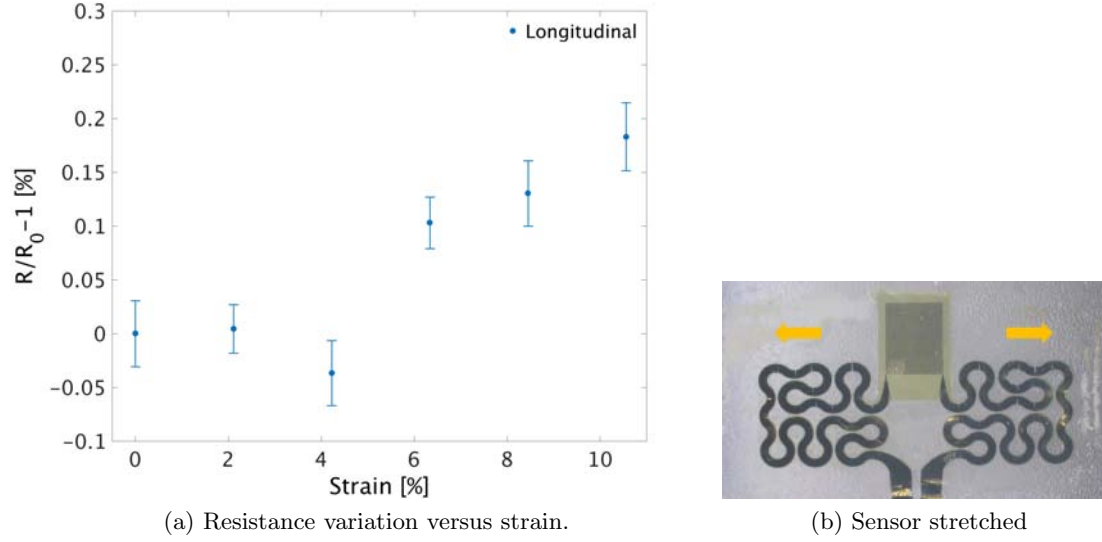 0.3
0.25
0.2
0.15
0.1
0.05
0
−0.05
−0.1
R/R₀−1 [%]
Longitudinal
0 2 4 6 8 10
Strain [%]
(a) Resistance variation versus strain.
(b) Sensor stretched